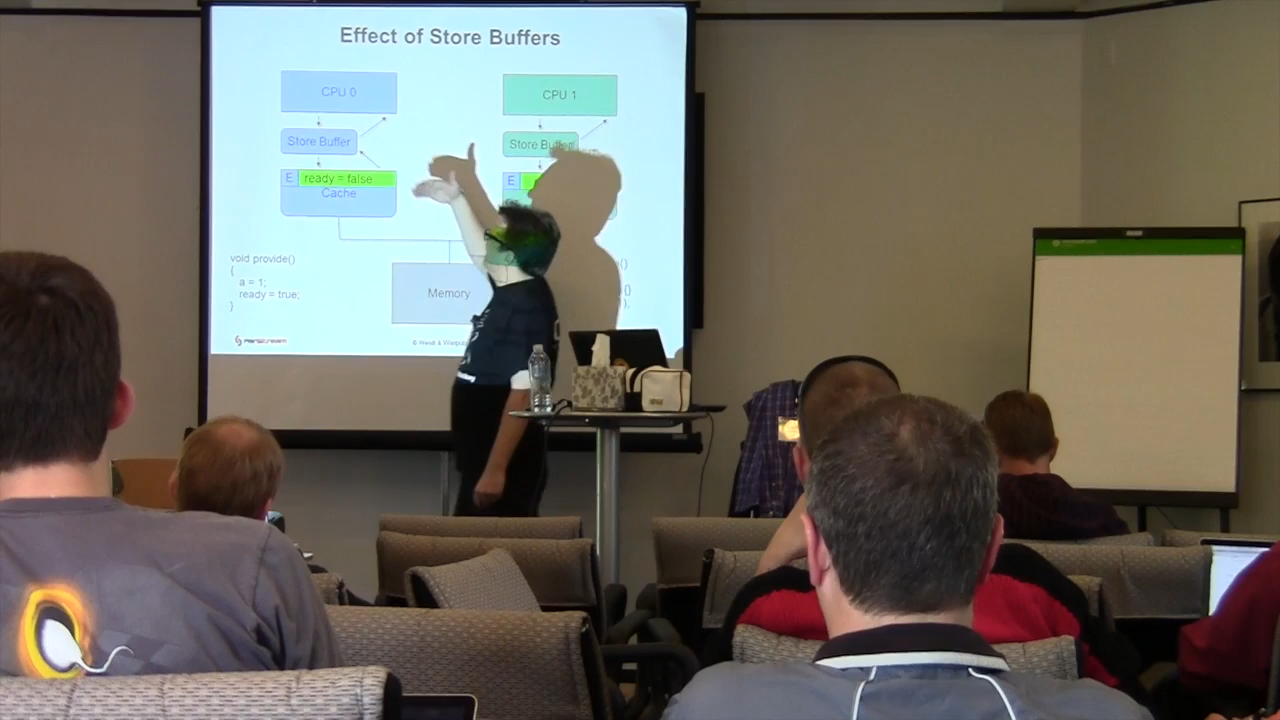 Effect of Store Buffers
CPU 0
CPU 1
Store Buffer
Store Buffer
E ready = false
E
Cache
void provide()
{
a = 1;
ready = true;
}
Memory
()
{}
);
ParStream